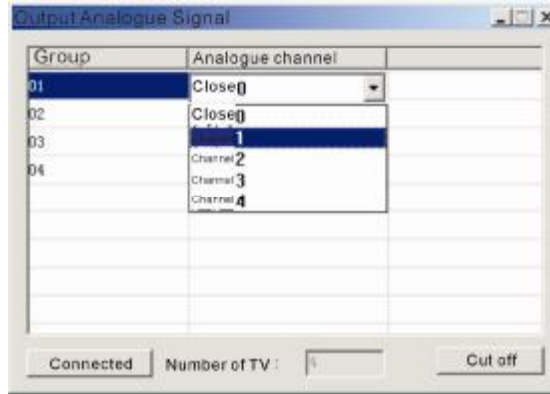 Output Analogue Signal
Group Analogue channel
01 Close0
02 Close0
03 1
Channel 2
04 Channel 3
Channel 4
Connected Number of TV : Cut off